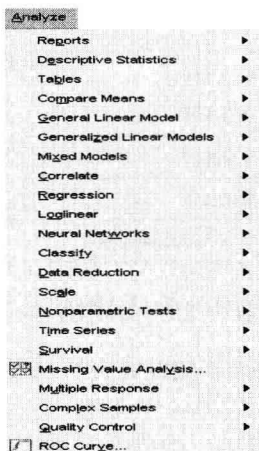 Analyze
Reports
Descriptive Statistics
Tables
Compare Means
General Linear Model
Generalized Linear Models
Mixed Models
Correlate
Regression
Loglinear
Neural Networks
Classify
Data Reduction
Scale
Nonparametric Tests
Time Series
Survival
Missing Value Analysis...
Multiple Response
Complex Samples
Quality Control
ROC Curve...